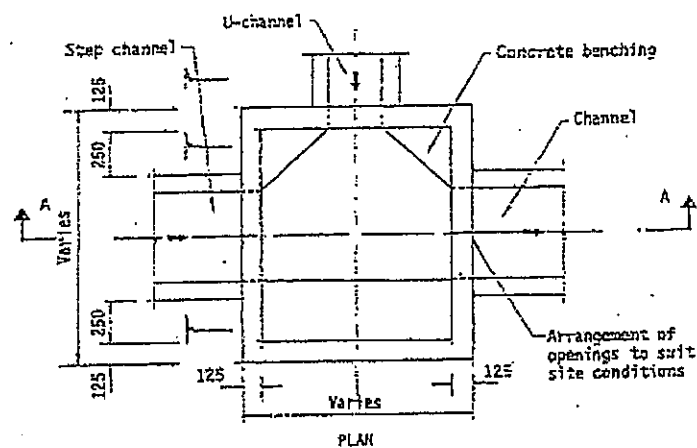 U-channel
Step channel
Concrete benching
Channel
125
250
A
A
Varies
250
125
Arrangement of
openings to suit
site conditions
125
125
Varies
PLAN